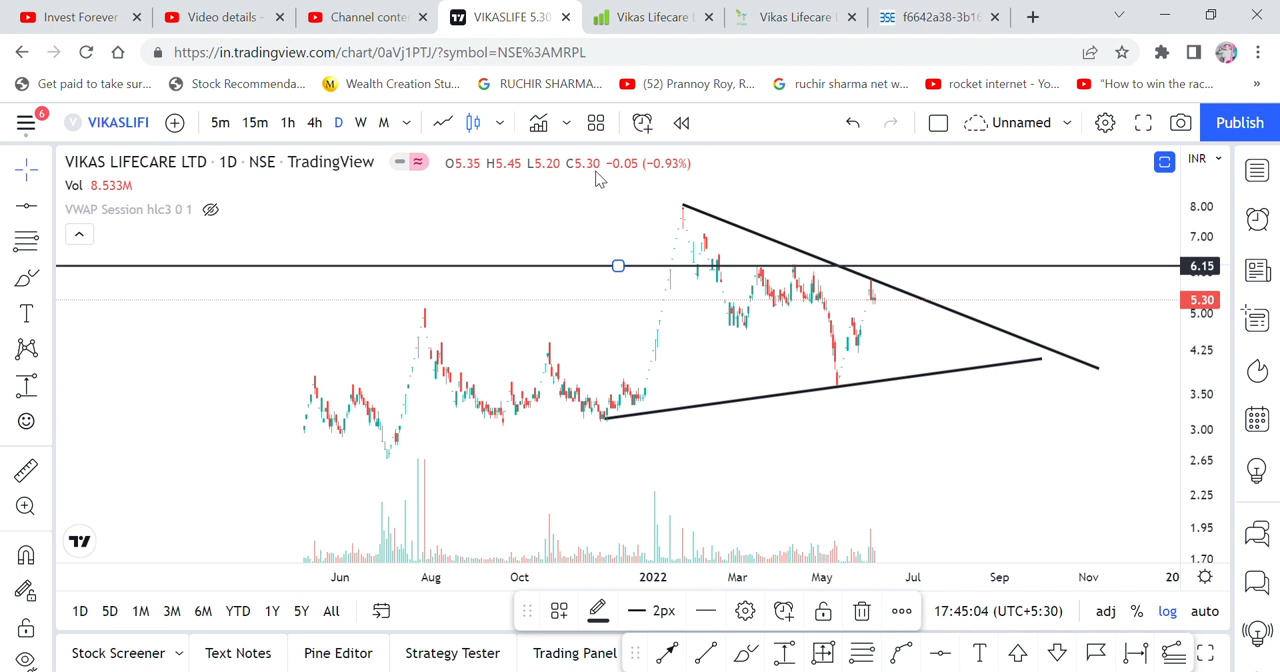 Invest Forever
Video details -
Channel conte
VIKASLIFE 5.30
Vikas Lifecare
Vikas Lifecare
BSE
f6642a38-3b16
https://in.tradingview.com/chart/0aVj1PTJ/?symbol=NSE%3AMRPL
Get paid to take sur...
Stock Recommenda...
M
Wealth Creation Stu...
RUCHIR SHARMA...
(52) Prannoy Roy, R...
ruchir sharma net w...
rocket internet - Yo...
"How to win the rac...
»
6
V
VIKASLIFI
5m
15m
1h
4h
D
W
M
Unnamed
Publish
VIKAS LIFECARE LTD · 1D · NSE · TradingView
O5.35 H5.45 L5.20 C5.30 −0.05 (−0.93%)
INR
Vol 8.533M
VWAP Session hlc3 0 1
8.00
7.00
6.15
5.30
5.00
4.25
3.50
3.00
2.65
2.25
1.95
1.70
Jun
Aug
Oct
2022
Mar
May
Jul
Sep
Nov
20
1D
5D
1M
3M
6M
YTD
1Y
5Y
All
2px
17:45:04 (UTC+5:30)
adj
%
log
auto
Stock Screener
Text Notes
Pine Editor
Strategy Tester
Trading Panel